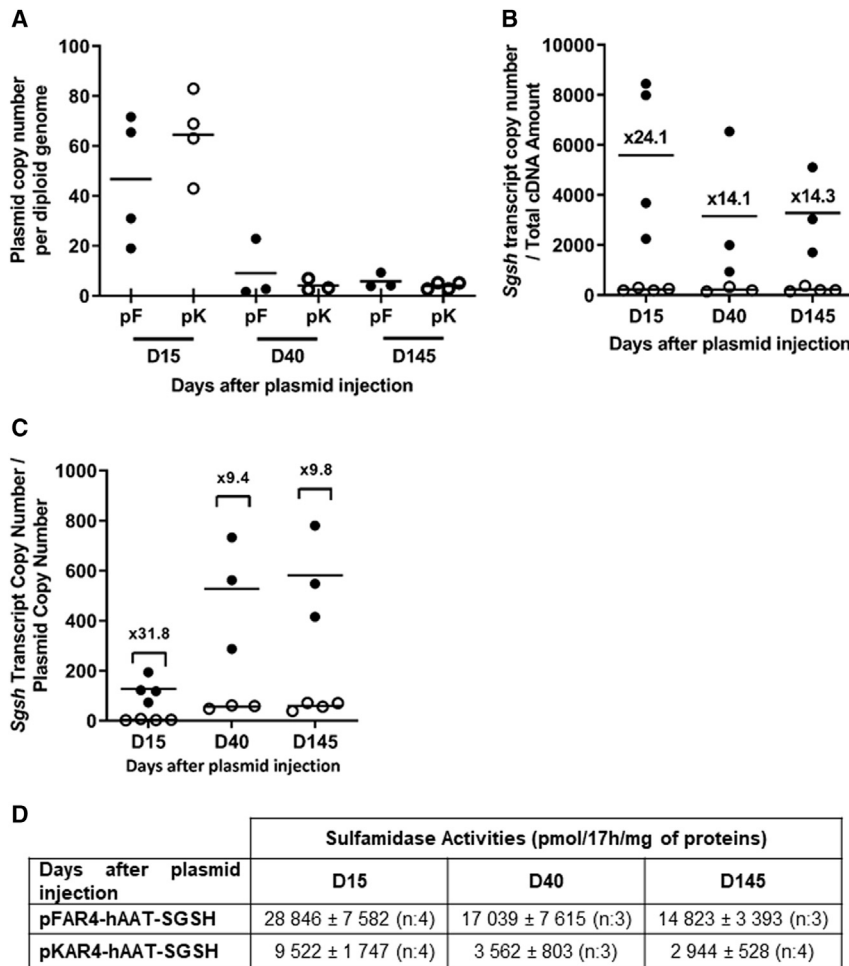 A
Plasmid copy number
per diploid genome
100
80
60
40
20
0
pF pK pF pK pF pK
D15 D40 D145
Days after plasmid injection
B
Sgsh transcript copy number
/ Total cDNA Amount
10000
8000
6000
4000
2000
0
x24.1
x14.1
x14.3
D15 D40 D145
Days after plasmid injection
C
Sgsh Transcript Copy Number /
Plasmid Copy Number
1000
800
600
400
200
0
x31.8
x9.4
x9.8
D15 D40 D145
Days after plasmid injection
D
Sulfamidase Activities (pmol/17h/mg of proteins)
Days after plasmid
injection
D15 D40 D145
pFAR4-hAAT-SGSH 28 846 ± 7 582 (n:4) 17 039 ± 7 615 (n:3) 14 823 ± 3 393 (n:3)
pKAR4-hAAT-SGSH 9 522 ± 1 747 (n:4) 3 562 ± 803 (n:3) 2 944 ± 528 (n:4)